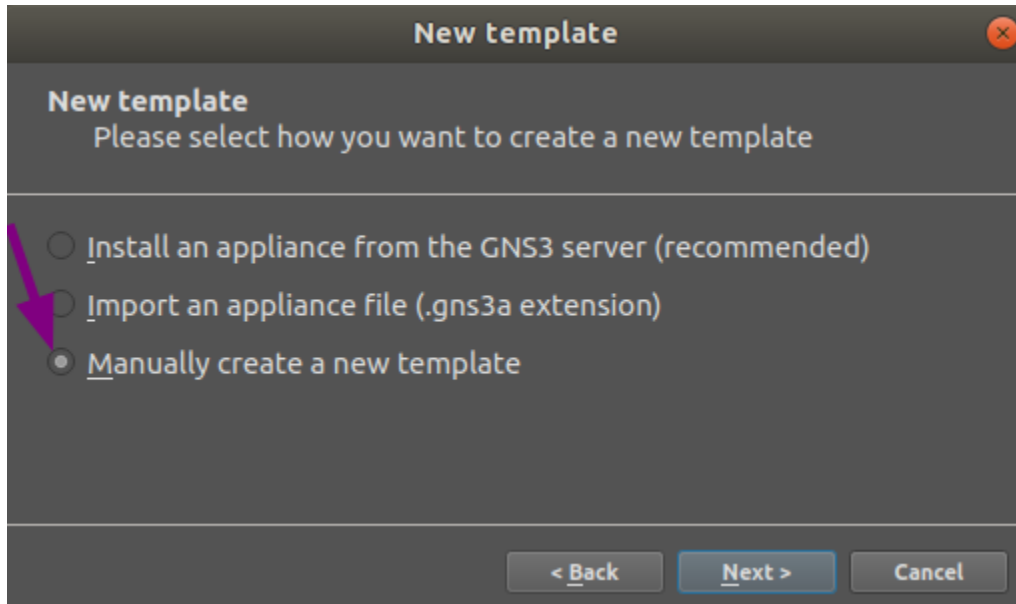 New template
New template
Please select how you want to create a new template
Install an appliance from the GNS3 server (recommended)
Import an appliance file (.gns3a extension)
Manually create a new template
< Back Next > Cancel